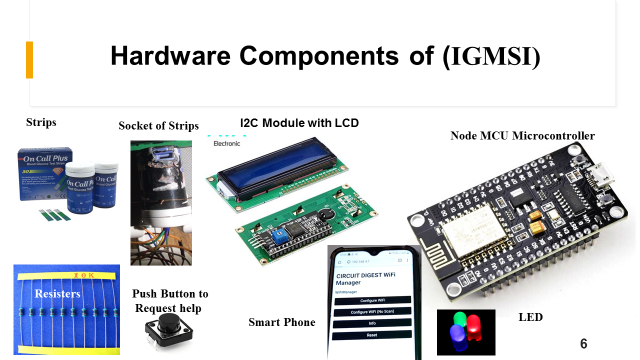 Hardware Components of (IGMSI)
Strips
Socket of Strips
I2C Module with LCD
Electronic
Node MCU Microcontroller
On Call Plus
10K
Resisters
Push Button to
Request help
Smart Phone
CIRCUIT DIGEST WiFi
Manager
WiFiManager
Configure WiFi
Configure WiFi (No Scan)
Info
Reset
LED
6